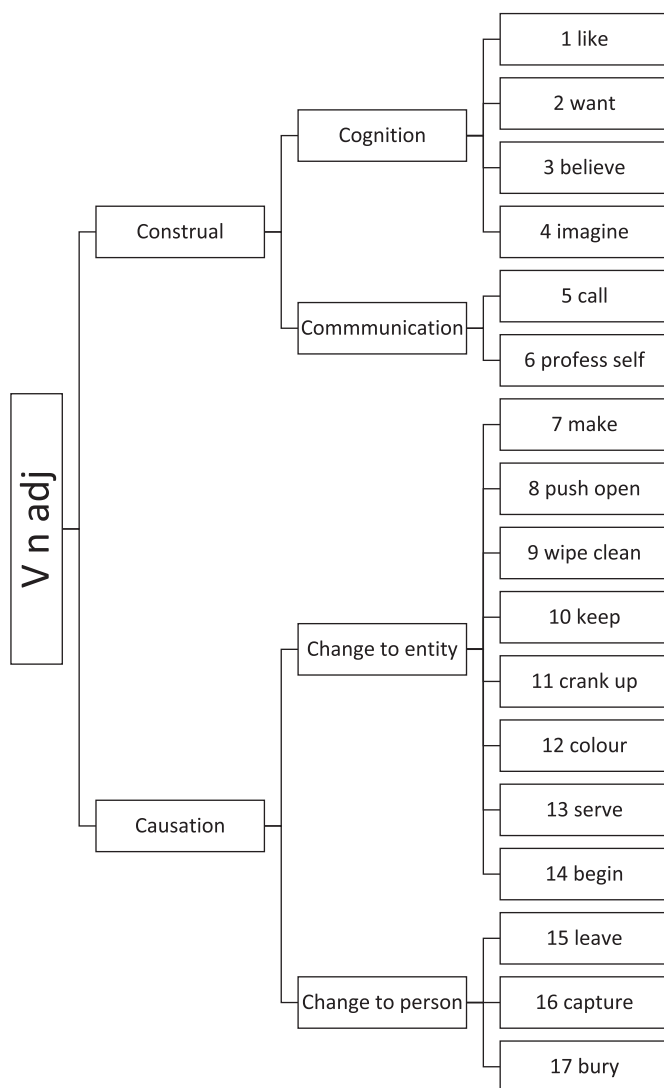 V n adj
Construal
Cognition
1 like
2 want
3 believe
4 imagine
Commmunication
5 call
6 profess self
Causation
Change to entity
7 make
8 push open
9 wipe clean
10 keep
11 crank up
12 colour
13 serve
14 begin
Change to person
15 leave
16 capture
17 bury